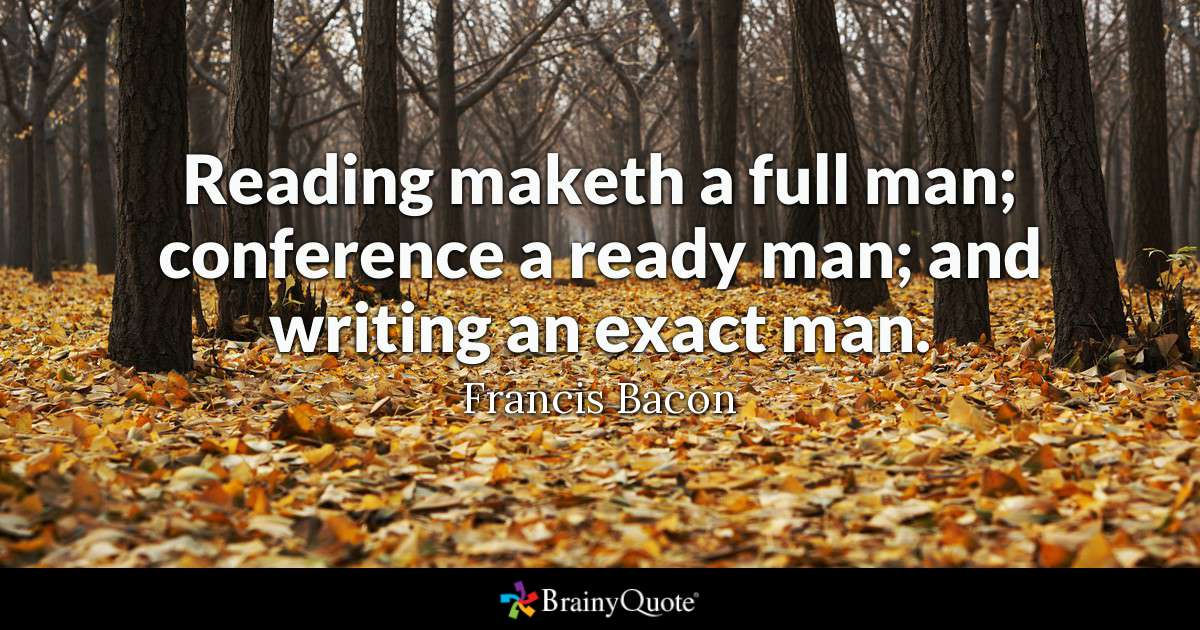 Reading maketh a full man;
conference a ready man; and
writing an exact man.
Francis Bacon
BrainyQuote®